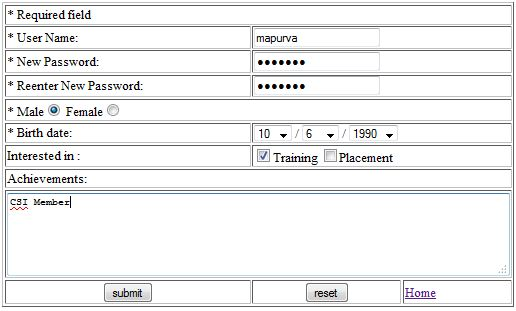 * Required field
* User Name: mapurva
* New Password: •••••••
* Reenter New Password: •••••••
* Male Female
* Birth date: 10 / 6 / 1990
Interested in : Training Placement
Achievements:
CSI Member
submit reset Home